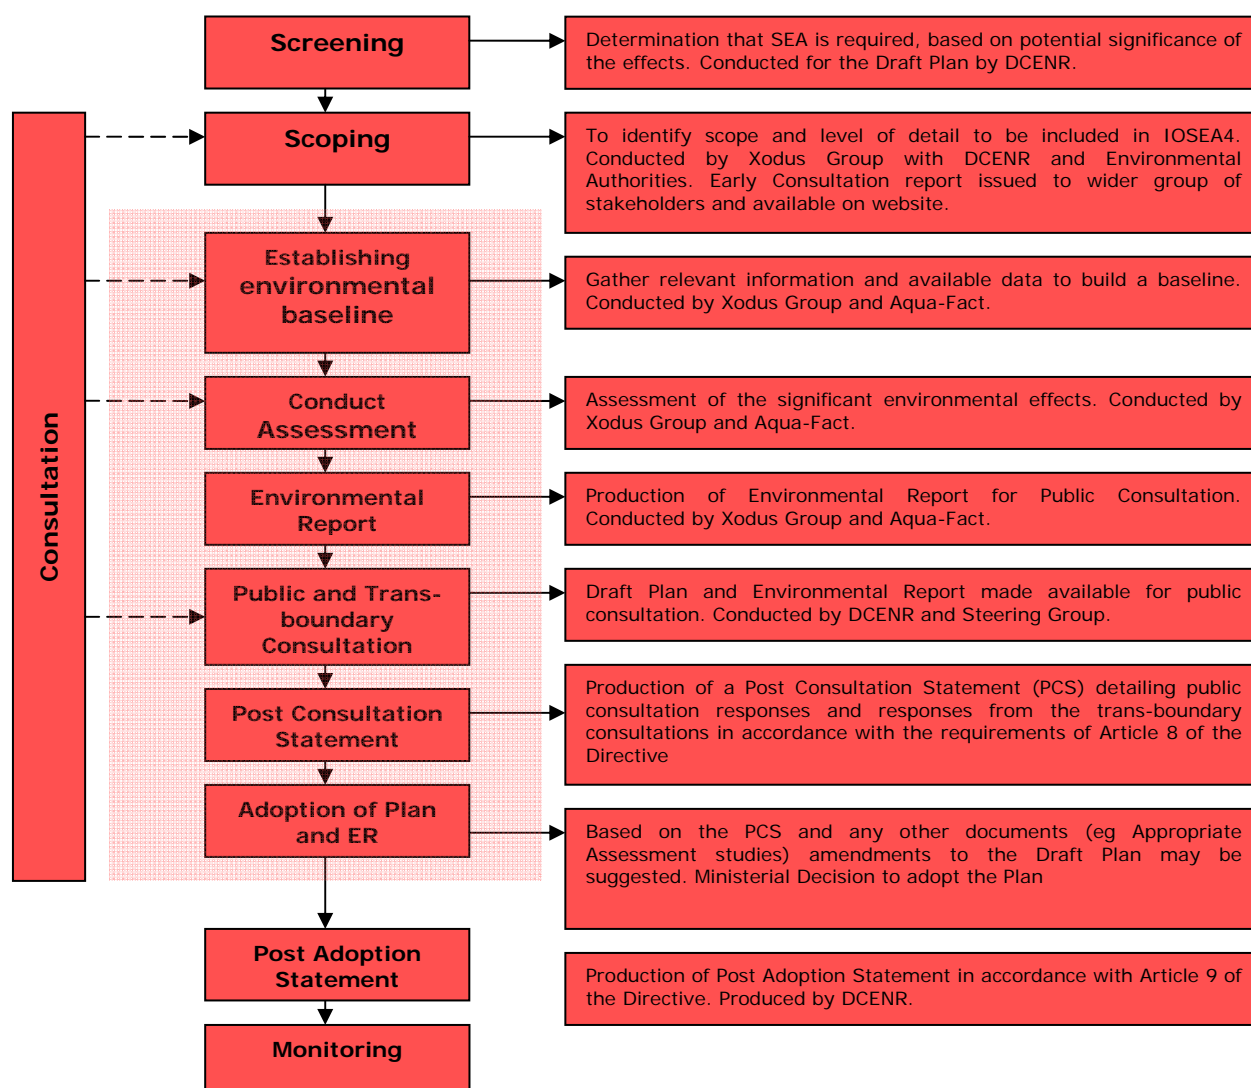 Screening
Determination that SEA is required, based on potential significance of
the effects. Conducted for the Draft Plan by DCENR.
Consultation
Scoping
To identify scope and level of detail to be included in IOSEA4.
Conducted by Xodus Group with DCENR and Environmental
Authorities. Early Consultation report issued to wider group of
stakeholders and available on website.
Establishing
environmental
baseline
Gather relevant information and available data to build a baseline.
Conducted by Xodus Group and Aqua-Fact.
Conduct
Assessment
Assessment of the significant environmental effects. Conducted by
Xodus Group and Aqua-Fact.
Environmental
Report
Production of Environmental Report for Public Consultation.
Conducted by Xodus Group and Aqua-Fact.
Public and Trans-
boundary
Consultation
Draft Plan and Environmental Report made available for public
consultation. Conducted by DCENR and Steering Group.
Post Consultation
Statement
Production of a Post Consultation Statement (PCS) detailing public
consultation responses and responses from the trans-boundary
consultations in accordance with the requirements of Article 8 of the
Directive
Adoption of Plan
and ER
Based on the PCS and any other documents (eg Appropriate
Assessment studies) amendments to the Draft Plan may be
suggested. Ministerial Decision to adopt the Plan
Post Adoption
Statement
Production of Post Adoption Statement in accordance with Article 9 of
the Directive. Produced by DCENR.
Monitoring